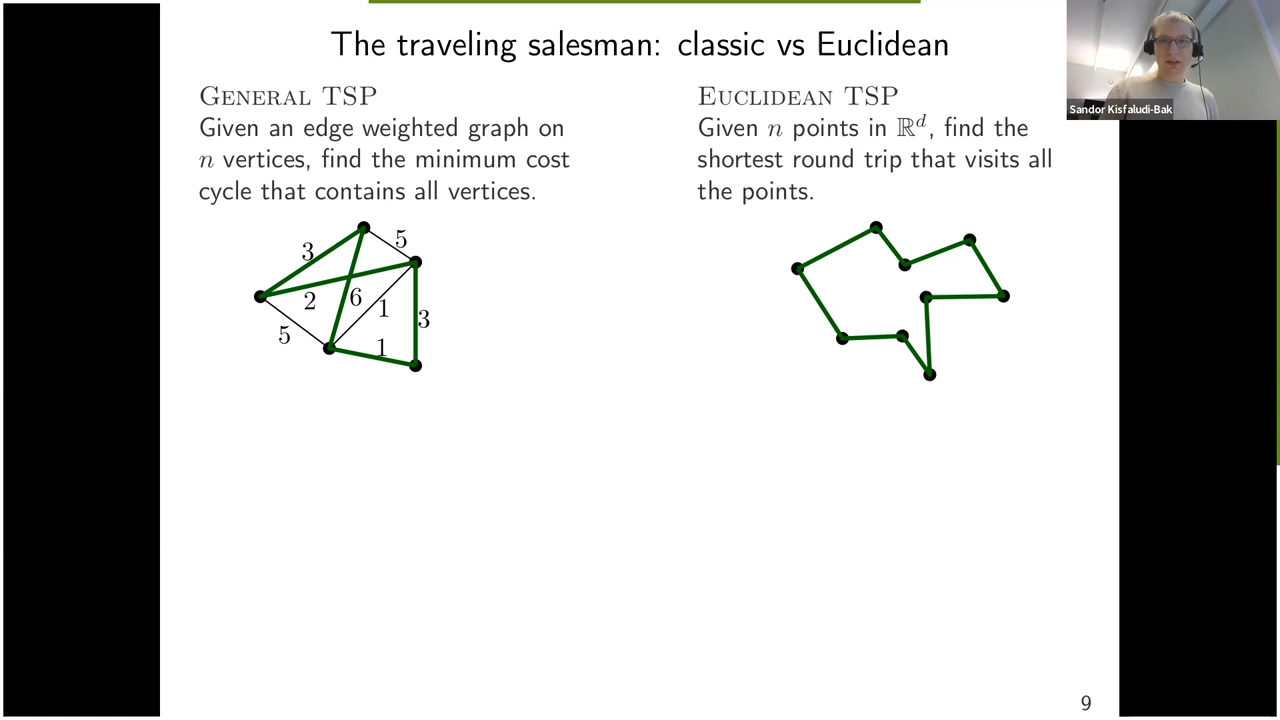 The traveling salesman: classic vs Euclidean
GENERAL TSP
Given an edge weighted graph on
n vertices, find the minimum cost
cycle that contains all vertices.
EUCLIDEAN TSP
Given n points in ℝ^d, find the
shortest round trip that visits all
the points.
3
5
2
6
1
3
5
1
Sandor Kisfaludi-Bak
9